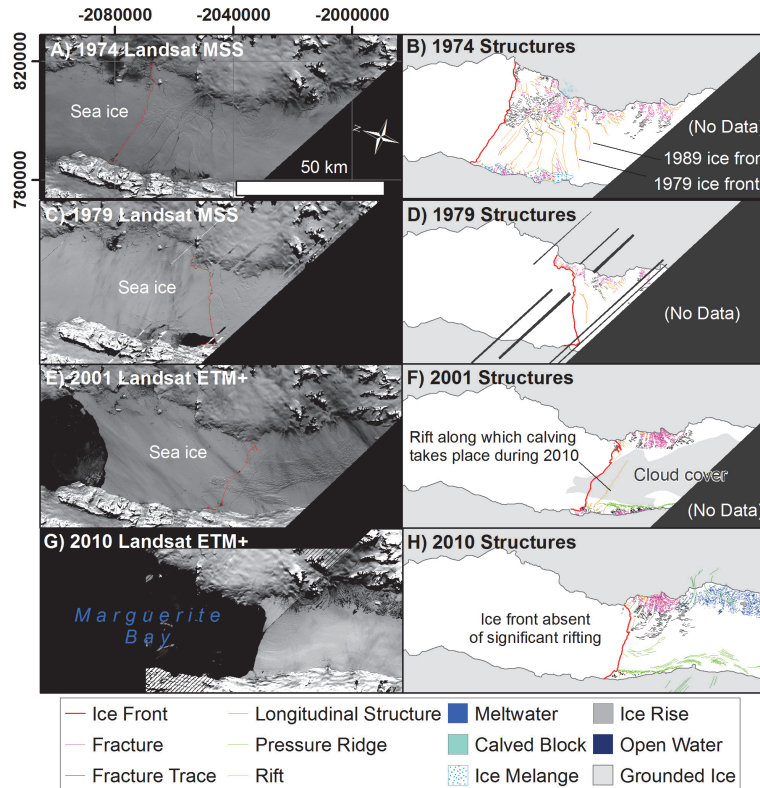 -2080000 -2040000 -2000000
820000
780000
A) 1974 Landsat MSS
Sea ice
N
50 km
B) 1974 Structures
(No Data)
1989 ice front
1979 ice front
C) 1979 Landsat MSS
Sea ice
D) 1979 Structures
(No Data)
E) 2001 Landsat ETM+
Sea ice
F) 2001 Structures
Rift along which calving
takes place during 2010
Cloud cover
(No Data)
G) 2010 Landsat ETM+
Marguerite
Bay
H) 2010 Structures
Ice front absent
of significant rifting
Ice Front Longitudinal Structure Meltwater Ice Rise
Fracture Pressure Ridge Calved Block Open Water
Fracture Trace Rift Ice Melange Grounded Ice